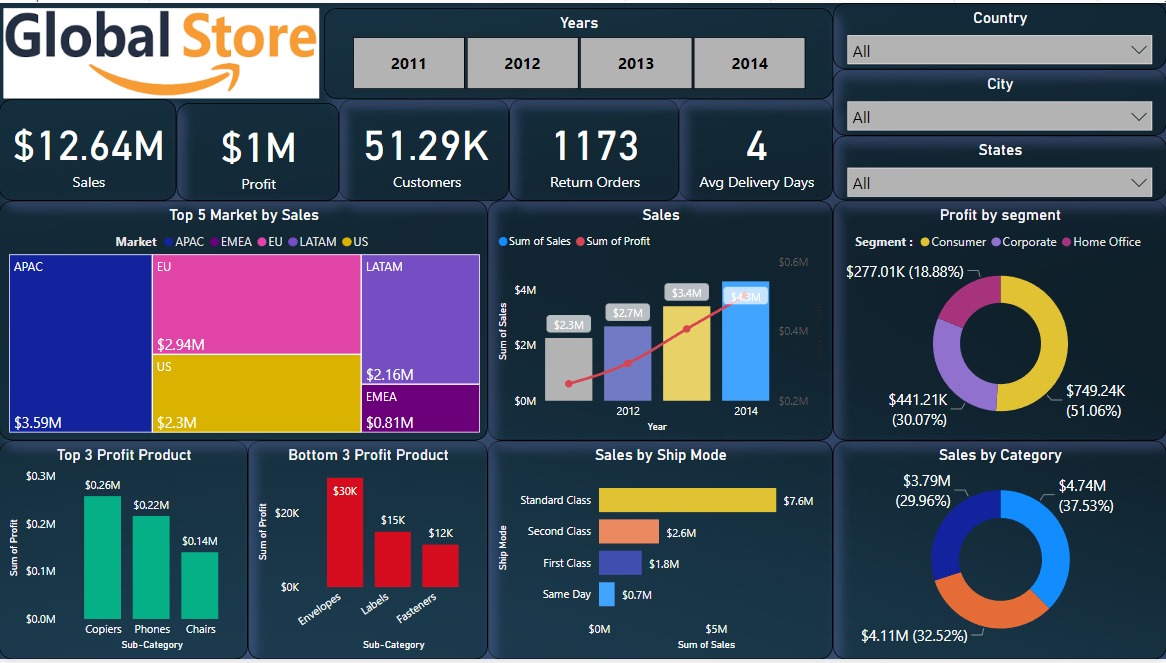 Global Store
Years
2011
2012
2013
2014
Country
All
City
All
States
All
$12.64M
Sales
$1M
Profit
51.29K
Customers
1173
Return Orders
4
Avg Delivery Days
Top 5 Market by Sales
Market APAC EMEA EU LATAM US
APAC
$3.59M
EU
$2.94M
US
$2.3M
LATAM
$2.16M
EMEA
$0.81M
Sales
Sum of Sales Sum of Profit
Sum of Sales
$4M
$2M
$0M
$0.6M
$0.4M
$0.2M
$2.3M
$2.7M
$3.4M
$4.3M
2012
2014
Year
Profit by segment
Segment : Consumer Corporate Home Office
$277.01K (18.88%)
$441.21K
(30.07%)
$749.24K
(51.06%)
Top 3 Profit Product
Sum of Profit
$0.3M
$0.2M
$0.1M
$0.0M
$0.26M
$0.22M
$0.14M
Copiers
Phones
Chairs
Sub-Category
Bottom 3 Profit Product
Sum of Profit
$20K
$0K
$30K
$15K
$12K
Envelopes
Labels
Fasteners
Sub-Category
Sales by Ship Mode
Ship Mode
Standard Class
$7.6M
Second Class
$2.6M
First Class
$1.8M
Same Day
$0.7M
$0M
$5M
Sum of Sales
Sales by Category
$3.79M
(29.96%)
$4.74M
(37.53%)
$4.11M (32.52%)